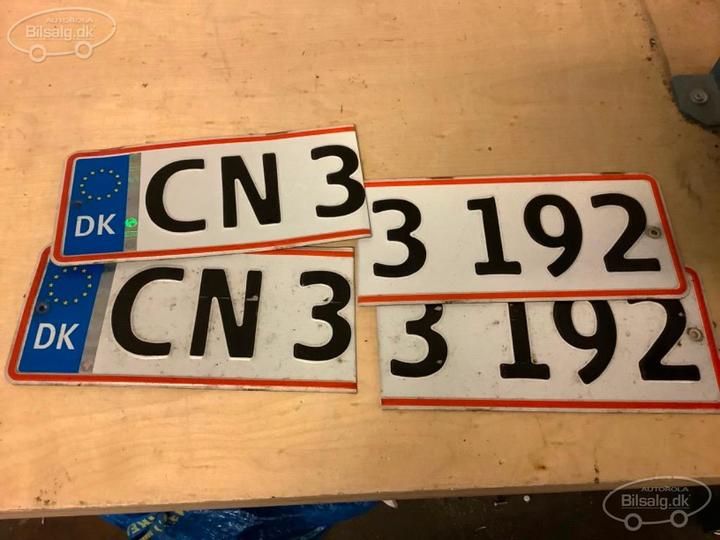 AUTOROLA
Bilsalg.dk
DK CN 3 3 192
DK CN 3 3 192
AUTOROLA
Bilsalg.dk